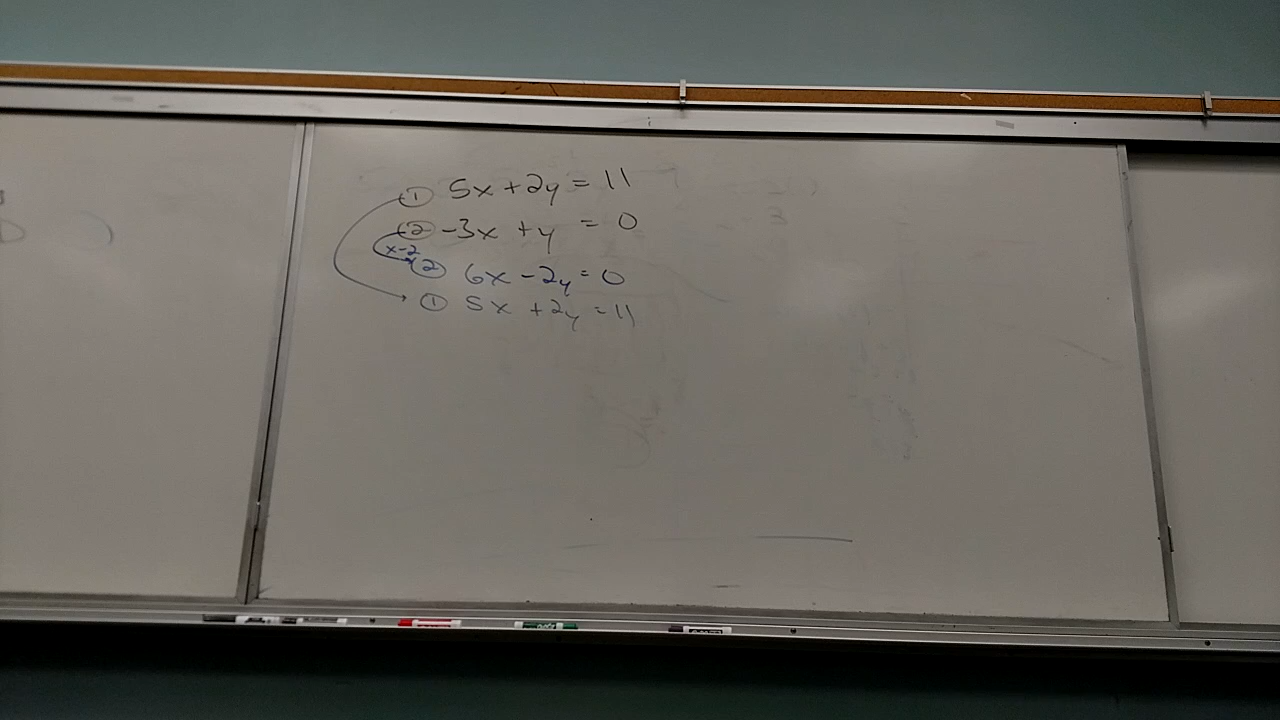 ① 5x + 2y = 11
② -3x + y = 0
x-2
② 6x - 2y = 0
① 5x + 2y = 11